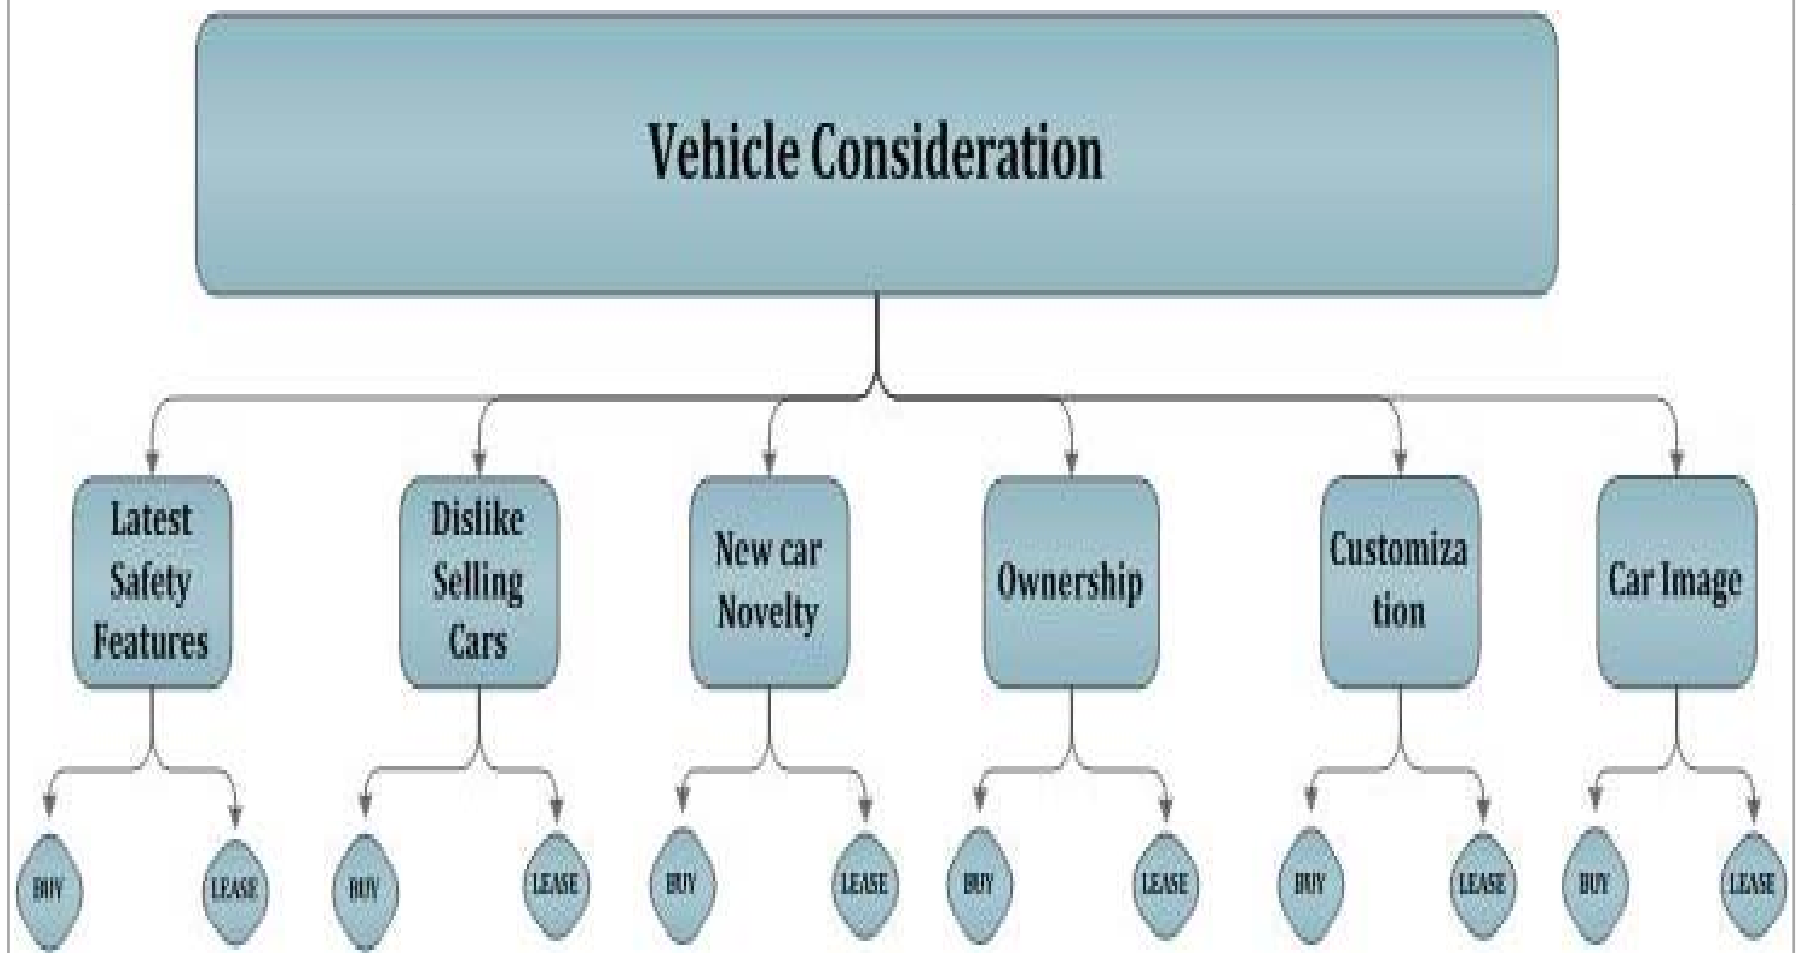 Vehicle Consideration
Latest
Safety
Features
Dislike
Selling
Cars
New car
Novelty
Ownership
Customiza
tion
Car Image
BUY
LEASE
BUY
LEASE
BUY
LEASE
BUY
LEASE
BUY
LEASE
BUY
LEASE